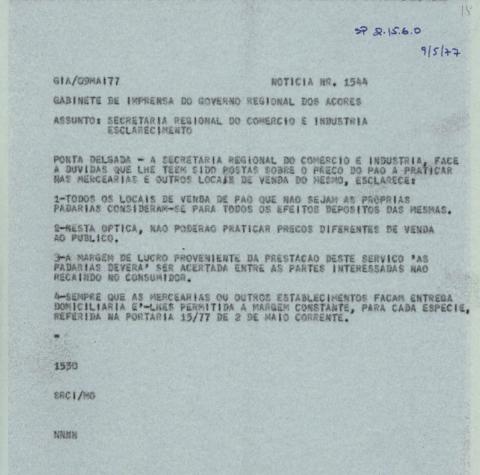 18
SP 2.15.6.0
9/5/77
GIA/09MAI77 NOTICIA NR. 1544
GABINETE DE IMPRENSA DO GOVERNO REGIONAL DOS ACORES
ASSUNTO: SECRETARIA REGIONAL DO COMERCIO E INDUSTRIA
ESCLARECIMENTO
PONTA DELGADA - A SECRETARIA REGIONAL DO COMERCIO E INDUSTRIA, FACE
A DUVIDAS QUE LHE TEEM SIDO POSTAS SOBRE O PRECO DO PAO A PRATICAR
NAS MERCEARIAS E OUTROS LOCAIS DE VENDA DO MESMO, ESCLARECE:
1-TODOS OS LOCAIS DE VENDA DE PAO QUE NAO SEJAM AS PROPRIAS
PADARIAS CONSIDERAM-SE PARA TODOS OS EFEITOS DEPOSITOS DAS MESMAS.
2-NESTA OPTICA, NAO PODERAO PRATICAR PRECOS DIFERENTES DE VENDA
AO PUBLICO.
3-A MARGEM DE LUCRO PROVENIENTE DA PRESTACAO DESTE SERVICO 'AS
PADARIAS DEVERA' SER ACERTADA ENTRE AS PARTES INTERESSADAS NAO
RECAINDO NO CONSUMIDOR.
4-SEMPRE QUE AS MERCEARIAS OU OUTROS ESTABELECIMENTOS FACAM ENTREGA
DOMICILIARIA E'-LHES PERMITIDA A MARGEM CONSTANTE, PARA CADA ESPECIE,
REFERIDA NA PORTARIA 15/77 DE 2 DE MAIO CORRENTE.
-
1530
SRCI/MG
NNNN